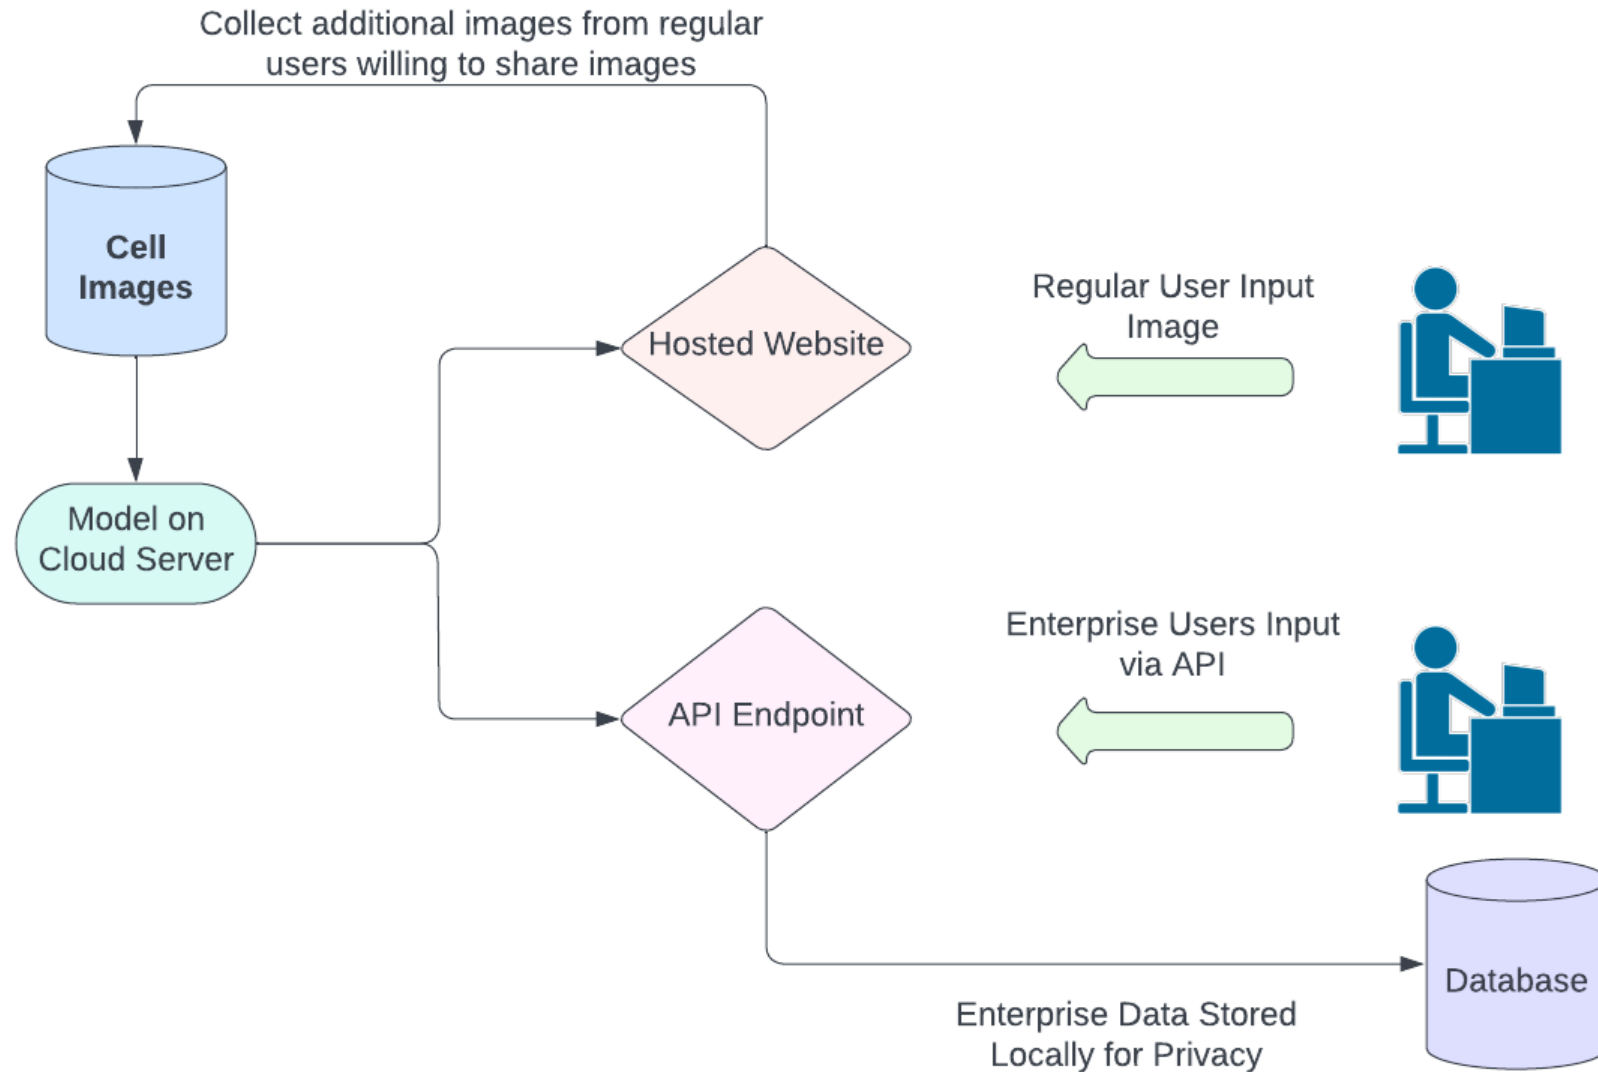 Collect additional images from regular
users willing to share images
Cell
Images
Hosted Website
Regular User Input
Image
Model on
Cloud Server
API Endpoint
Enterprise Users Input
via API
Database
Enterprise Data Stored
Locally for Privacy